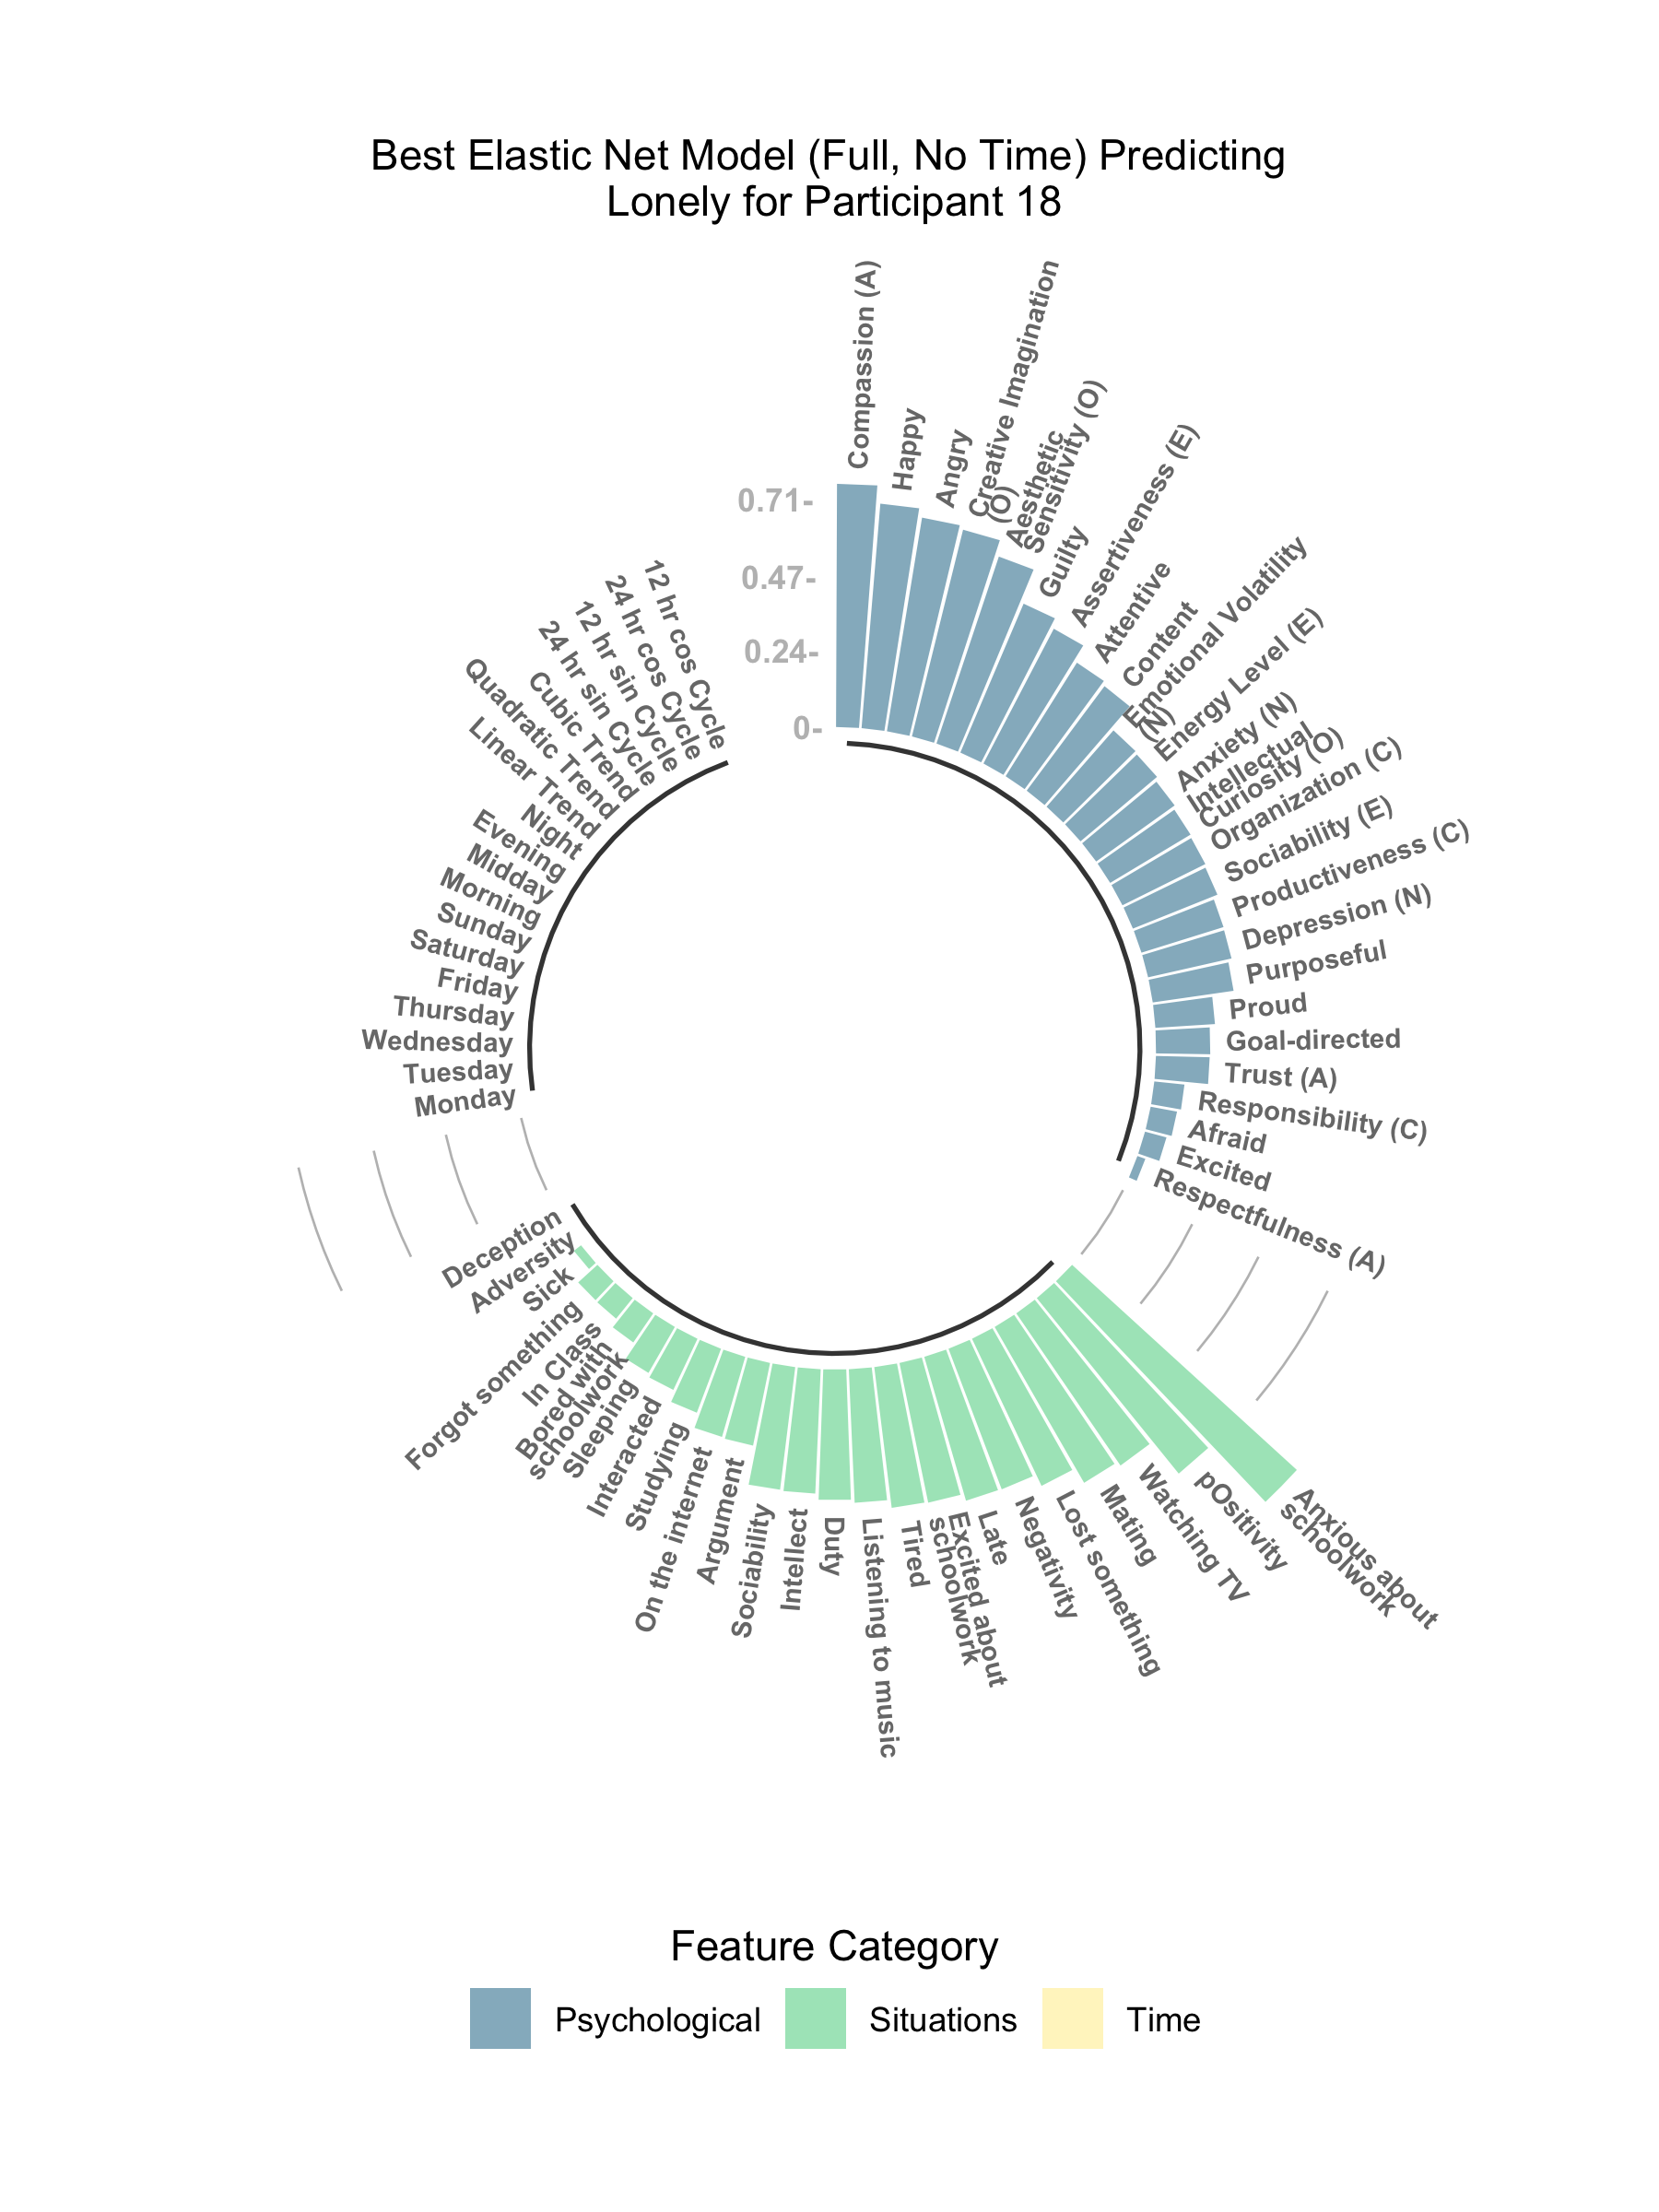 Best Elastic Net Model (Full, No Time) Predicting
Lonely for Participant 18
0.71-
0.47-
0.24-
0-
Compassion (A)
Happy
Angry
Creative Imagination
(O)
Aesthetic
Sensitivity (O)
Guilty
Assertiveness (E)
Attentive
Content
Emotional Volatility
(N)
Energy Level (E)
Anxiety (N)
Intellectual
Curiosity (O)
Organization (C)
Sociability (E)
Productiveness (C)
Depression (N)
Purposeful
Proud
Goal-directed
Trust (A)
Responsibility (C)
Afraid
Excited
Respectfulness (A)
Anxious about
schoolwork
pOsitivity
Watching TV
Mating
Lost something
Negativity
Late
Excited about
schoolwork
Tired
Listening to music
Duty
Intellect
Sociability
Argument
On the internet
Studying
Interacted
Sleeping
Bored with
schoolwork
In Class
Forgot something
Sick
Adversity
Deception
Monday
Tuesday
Wednesday
Thursday
Friday
Saturday
Sunday
Morning
Midday
Evening
Night
Linear Trend
Quadratic Trend
Cubic Trend
24 hr sin Cycle
12 hr sin Cycle
24 hr cos Cycle
12 hr cos Cycle
Feature Category
Psychological
Situations
Time